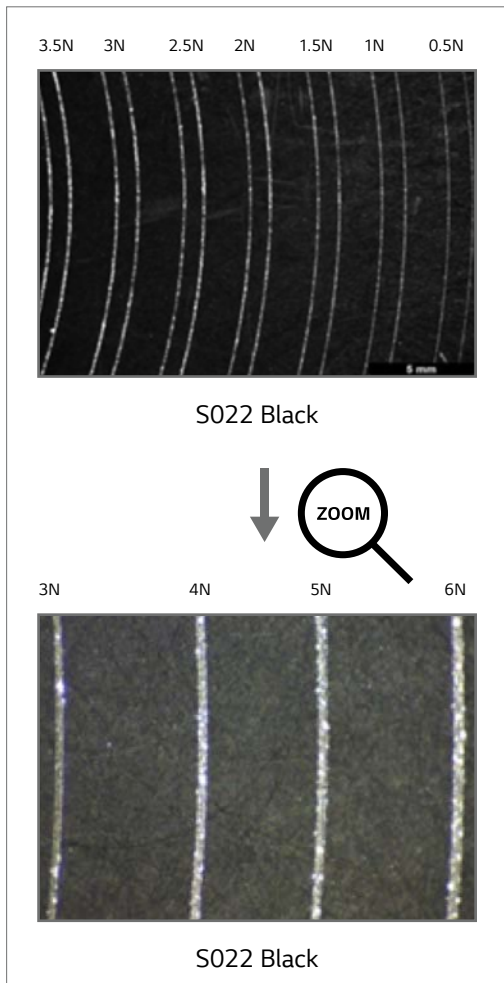 3.5N 3N 2.5N 2N 1.5N 1N 0.5N
5 mm
S022 Black
ZOOM
3N 4N 5N 6N
S022 Black